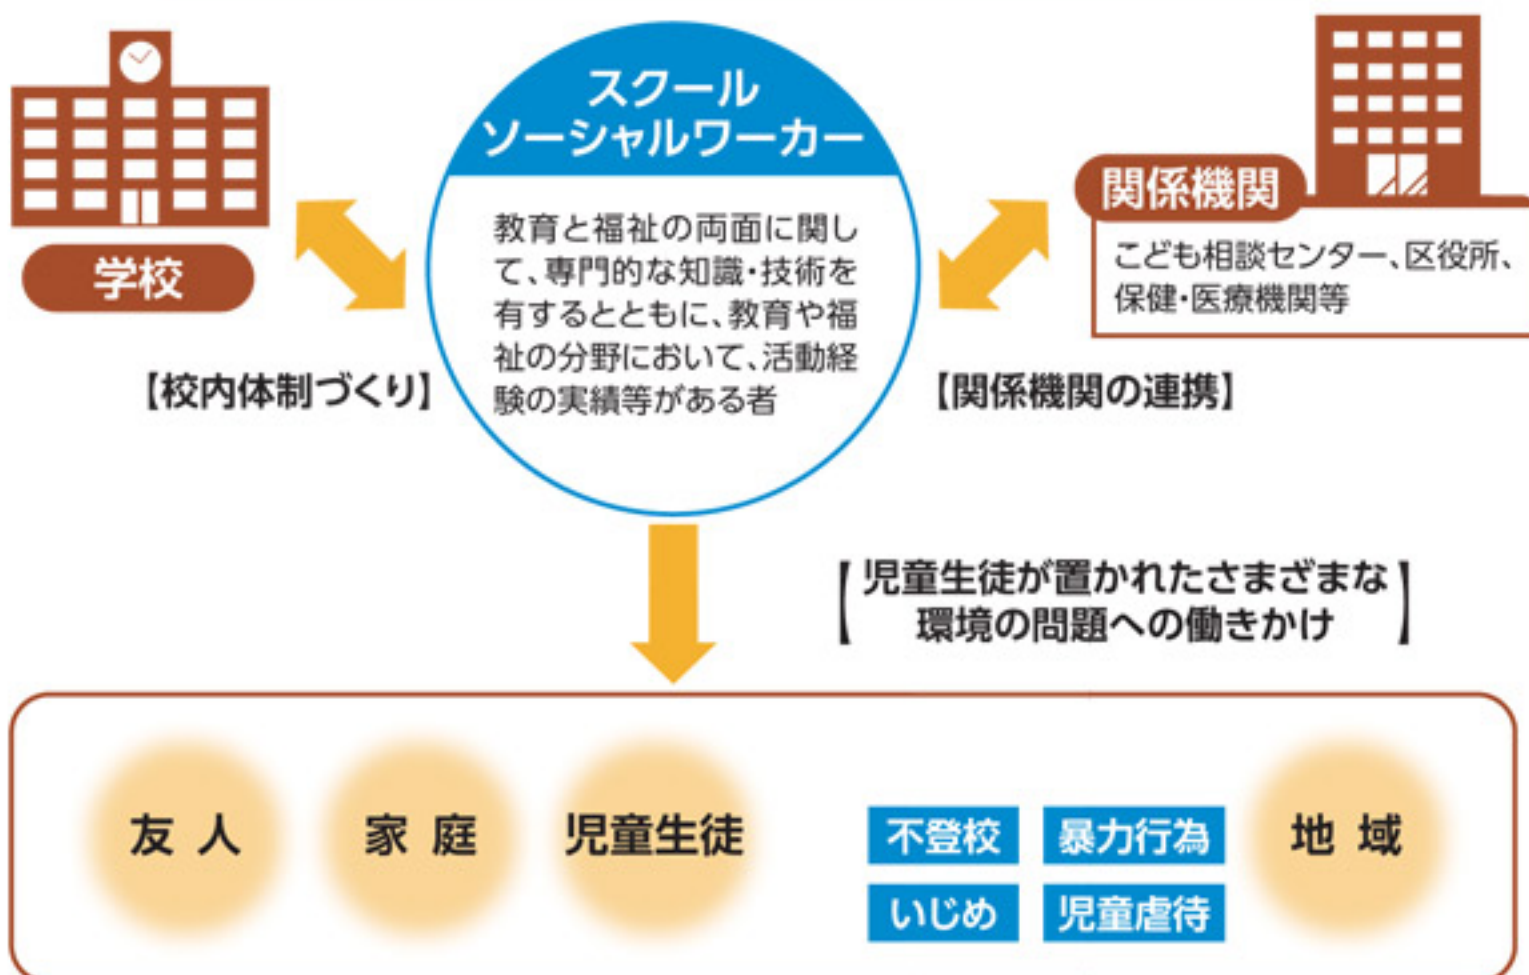 スクール
ソーシャルワーカー
教育と福祉の両面に関し
て、専門的な知識・技術を
有するとともに、教育や福
祉の分野において、活動経
験の実績等がある者
学校
【校内体制づくり】
関係機関
こども相談センター、区役所、
保健・医療機関等
【関係機関の連携】
【児童生徒が置かれたさまざまな
環境の問題への働きかけ】
友人
家庭
児童生徒
不登校
暴力行為
いじめ
児童虐待
地域